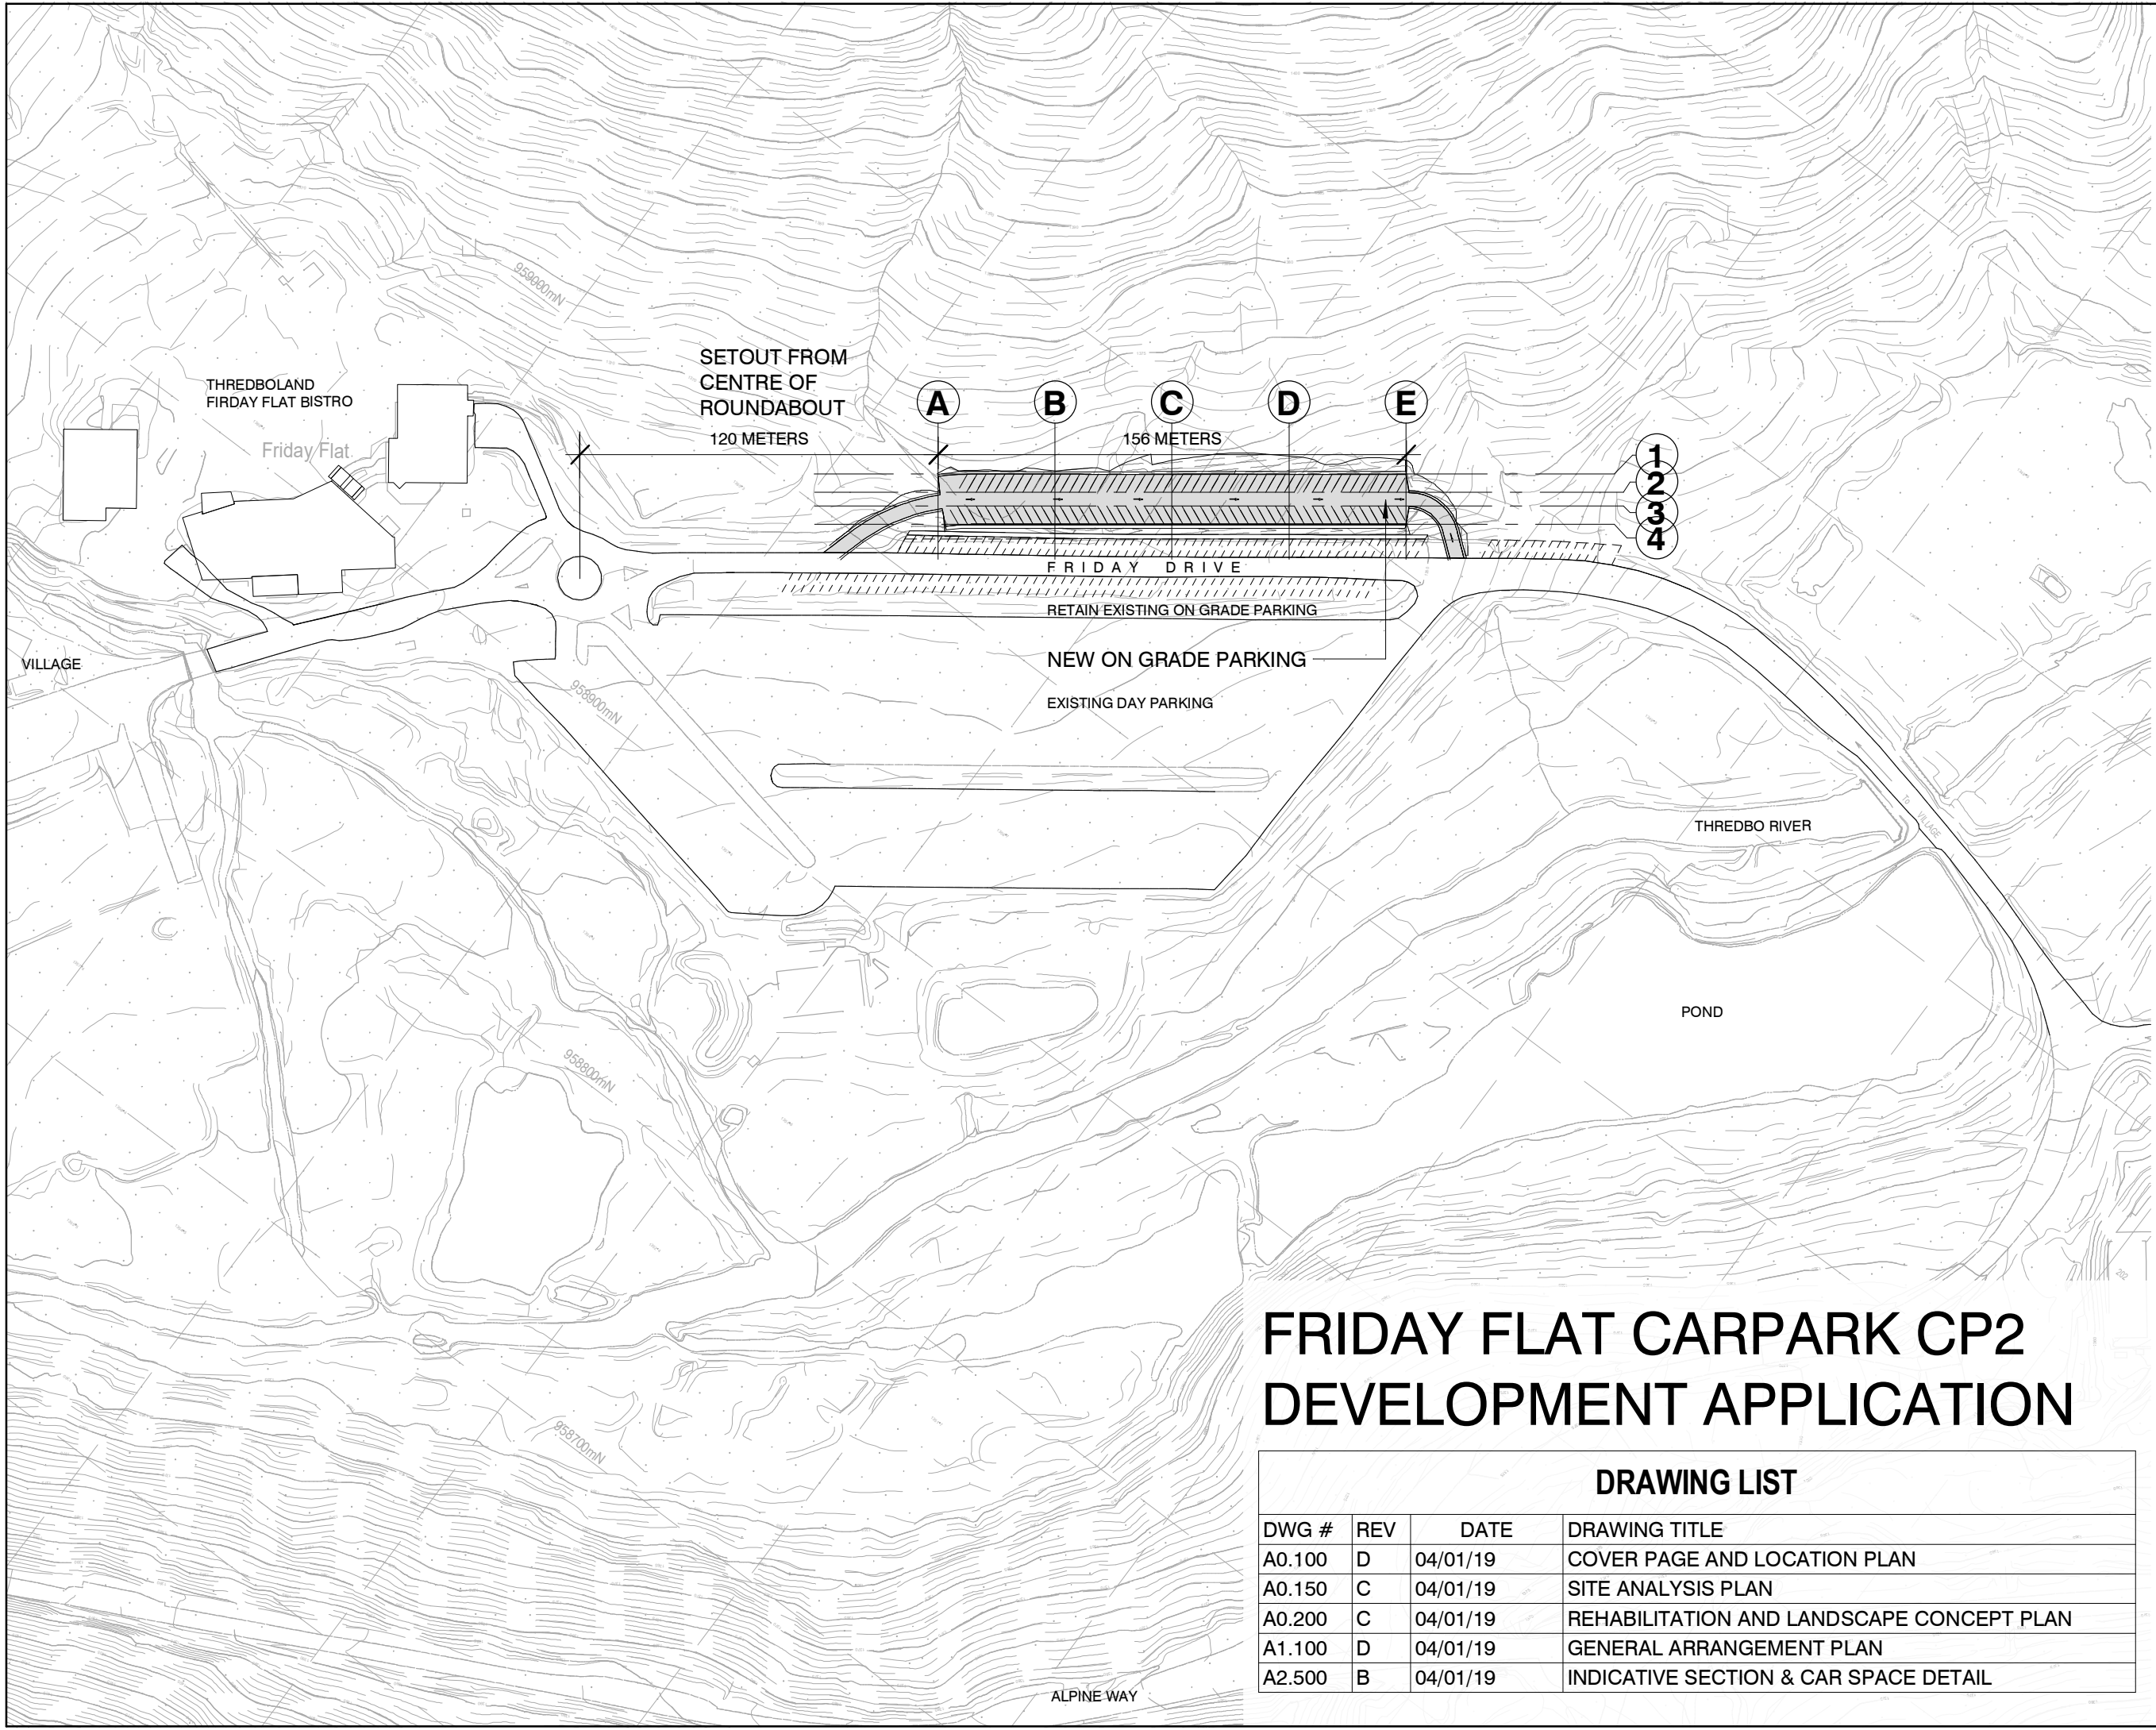 959000mN
SETOUT FROM
CENTRE OF
ROUNDABOUT
120 METERS
156 METERS
A
B
C
D
E
1
2
3
4
THREDBOLAND
FIRDAY FLAT BISTRO
Friday Flat
FRIDAY DRIVE
RETAIN EXISTING ON GRADE PARKING
NEW ON GRADE PARKING
EXISTING DAY PARKING
VILLAGE
958900mN
TO VILLAGE
THREDBO RIVER
POND
958800mN
202
958700mN
ALPINE WAY
FRIDAY FLAT CARPARK CP2
DEVELOPMENT APPLICATION
DRAWING LIST
DWG # REV DATE DRAWING TITLE
A0.100 D 04/01/19 COVER PAGE AND LOCATION PLAN
A0.150 C 04/01/19 SITE ANALYSIS PLAN
A0.200 C 04/01/19 REHABILITATION AND LANDSCAPE CONCEPT PLAN
A1.100 D 04/01/19 GENERAL ARRANGEMENT PLAN
A2.500 B 04/01/19 INDICATIVE SECTION & CAR SPACE DETAIL